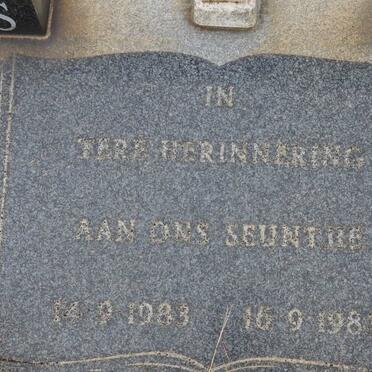 S
IN
TERE HERINNERING
AAN ONS SEUNTJIE
14·9·1983 16·9·198